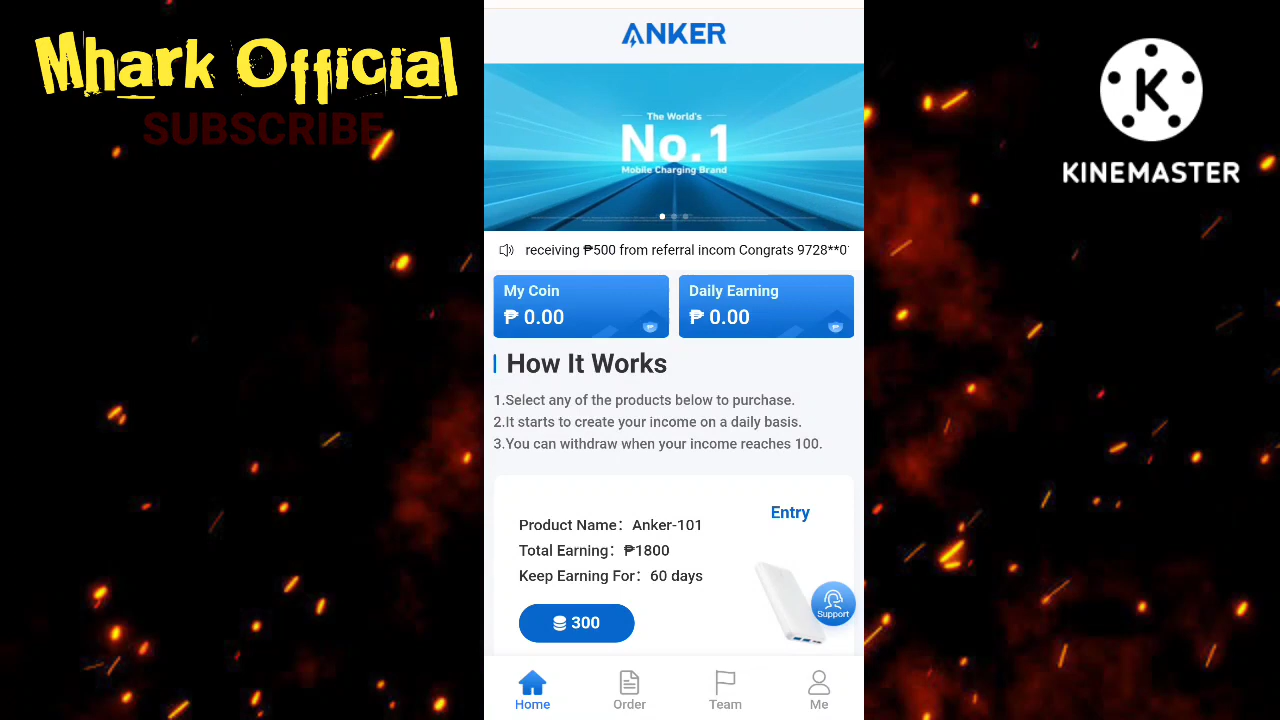 Mhark Official
SUBSCRIBE
ANKER
The World's
No.1
Mobile Charging Brand
receiving ₱500 from referral incom Congrats 9728**0
My Coin
₱ 0.00
Daily Earning
₱ 0.00
How It Works
1.Select any of the products below to purchase.
2.It starts to create your income on a daily basis.
3.You can withdraw when your income reaches 100.
Entry
Product Name：Anker-101
Total Earning：₱1800
Keep Earning For：60 days
300
Support
Home
Order
Team
Me
K
KINEMASTER